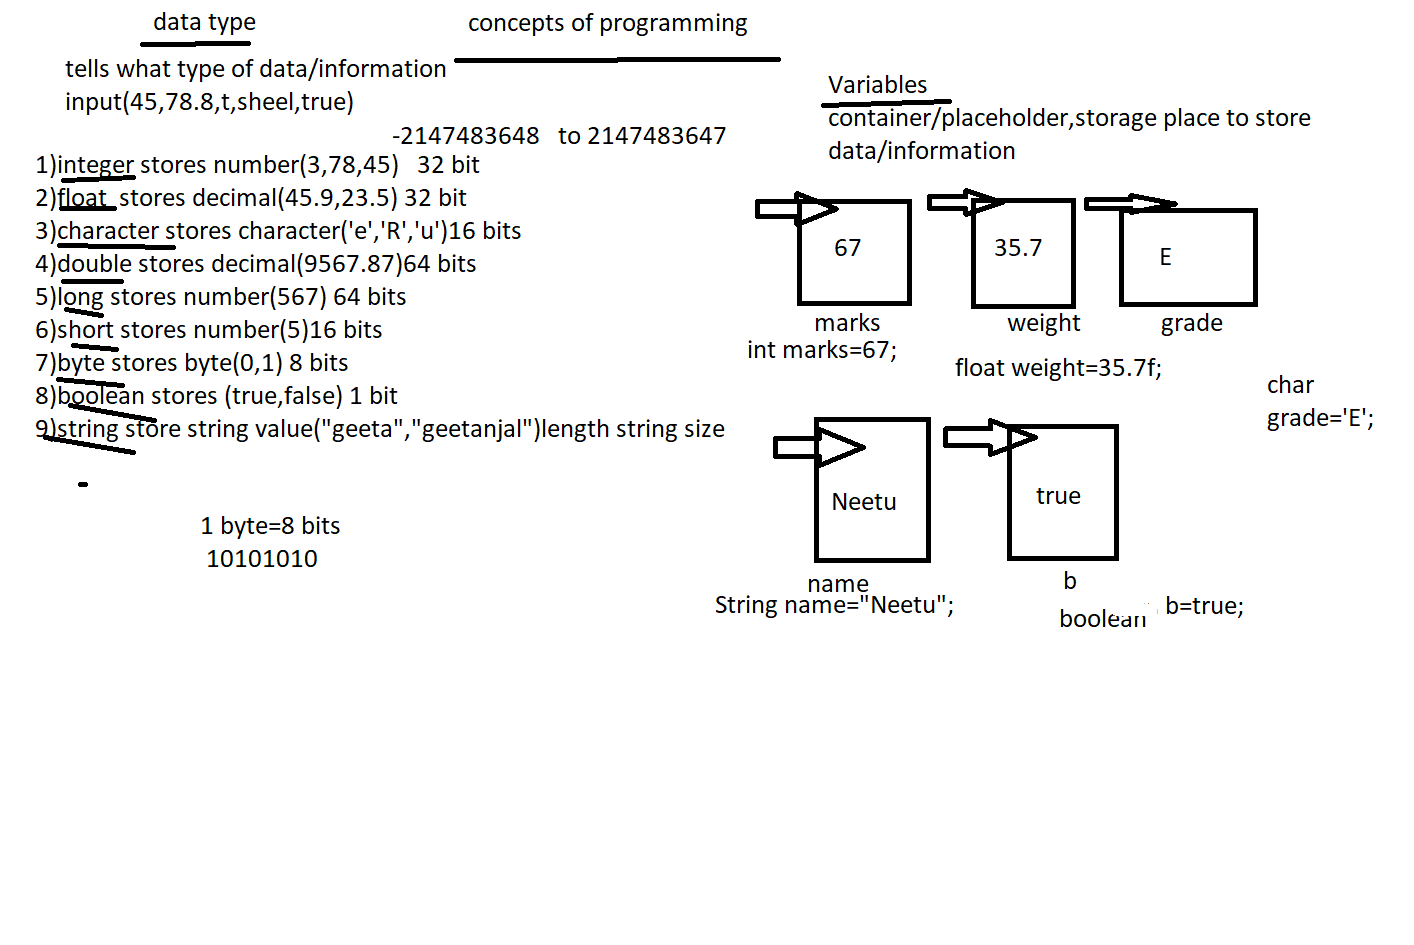 data type
concepts of programming
tells what type of data/information
input(45,78.8,t,sheel,true)
-2147483648 to 2147483647
1)integer stores number(3,78,45) 32 bit
2)float stores decimal(45.9,23.5) 32 bit
3)character stores character('e','R','u')16 bits
4)double stores decimal(9567.87)64 bits
5)long stores number(567) 64 bits
6)short stores number(5)16 bits
7)byte stores byte(0,1) 8 bits
8)boolean stores (true,false) 1 bit
9)string store string value("geeta","geetanjal")length string size
1 byte=8 bits
10101010
Variables
container/placeholder,storage place to store
data/information
67
35.7
E
marks
weight
grade
int marks=67;
float weight=35.7f;
char
grade='E';
Neetu
true
name
b
String name="Neetu";
boolean b=true;